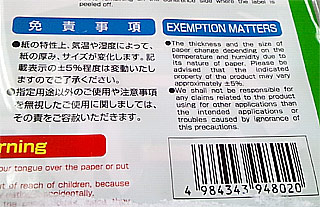 peeled off.
免責事項
●紙の特性上、気温や湿度によって、
紙の厚み、サイズが変化します。記
載表示の±5%程度は変動いたし
ますのでご了承ください。
●指定用途以外のご使用や注意事項
を無視したご使用に関しましては、
その責をご容赦いただきます。
EXEMPTION MATTERS
●The thickness and the size of
paper change depending on the
temperature and humidity due to
its nature of paper. Please be
advised that the indicated
property of the product may vary
approximately ±5%.
●We shall not be responsible for
any claims related to the product
using for other applications than
the intended applications or
troubles caused by ignorance of
this precautions.
rning
our tongue over the paper or put
rt of reach of children, because
4 984343 948020